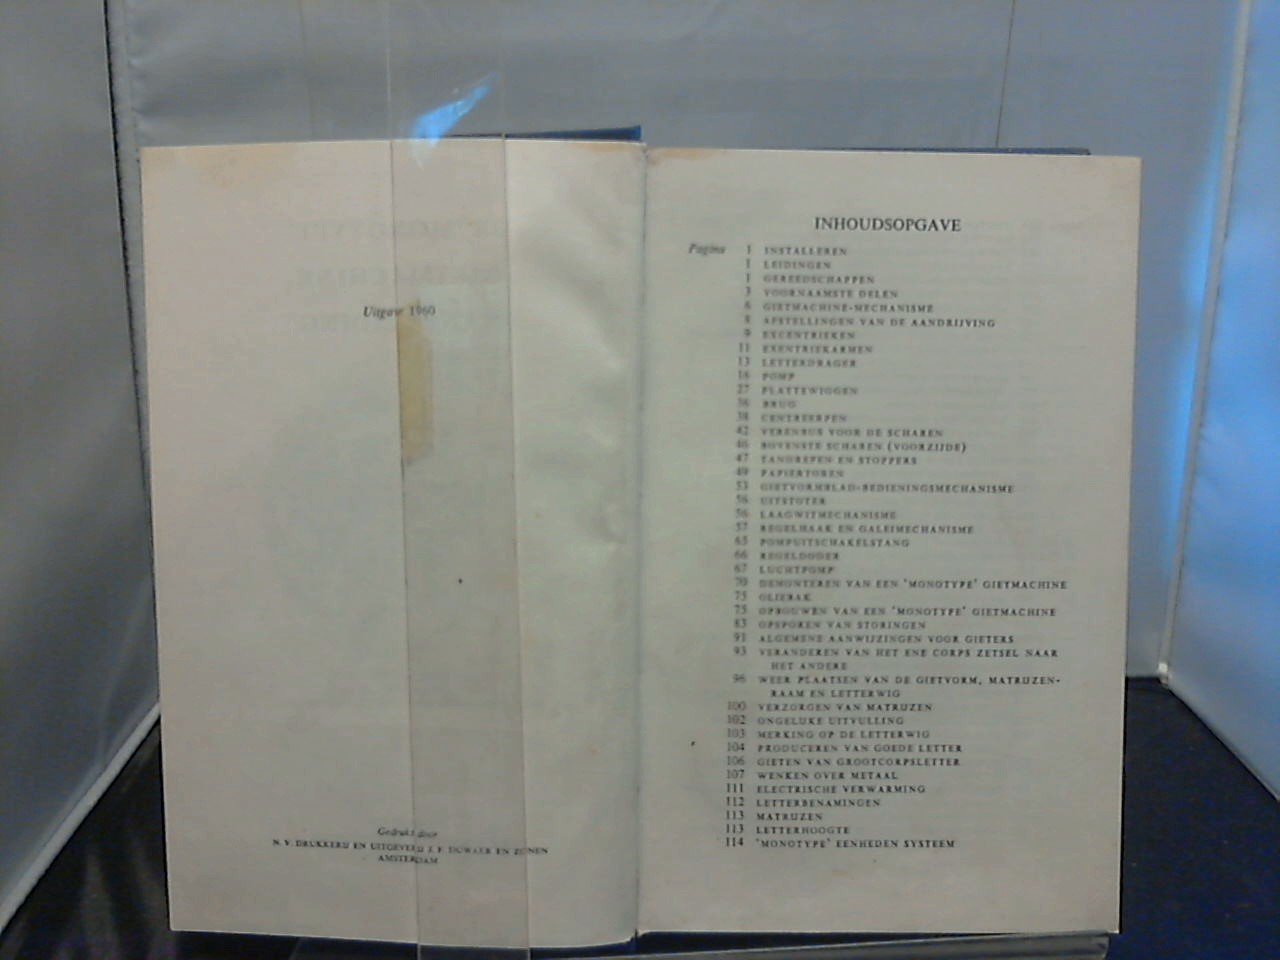 Uitgave 1960
Gedrukt door
N.V. DRUKKERIJ EN UITGEVERIJ J. F. DUWAER EN ZONEN
AMSTERDAM
INHOUDSOPGAVE
Pagina 1 INSTALLEREN
1 LEIDINGEN
1 GEREEDSCHAPPEN
3 VOORNAAMSTE DELEN
6 GIETMACHINE-MECHANISME
8 AFSTELLINGEN VAN DE AANDRIJVING
9 EXCENTRIEKEN
11 EXENTRIEKARMEN
13 LETTERDRAGER
16 POMP
27 PLATTEWIGGEN
36 BRUG
38 CENTREERPEN
42 VERENBUS VOOR DE SCHAREN
46 BOVENSTE SCHAREN (VOORZIJDE)
47 TANDREPEN EN STOPPERS
49 PAPIERTOREN
53 GIETVORMBLAD-BEDIENINGSMECHANISME
56 UITSTOTER
56 LAAGWITMECHANISME
57 REGELHAAK EN GALEIMECHANISME
65 POMPUITSCHAKELSTANG
66 REGELDODER
67 LUCHTPOMP
70 DEMONTEREN VAN EEN 'MONOTYPE' GIETMACHINE
75 OLIEBAK
75 OPBOUWEN VAN EEN 'MONOTYPE' GIETMACHINE
83 OPSPOREN VAN STORINGEN
91 ALGEMENE AANWIJZINGEN VOOR GIETERS
93 VERANDEREN VAN HET ENE CORPS ZETSEL NAAR
HET ANDERE
96 WEER PLAATSEN VAN DE GIETVORM, MATRIJZEN-
RAAM EN LETTERWIG
100 VERZORGEN VAN MATRIJZEN
102 ONGELIJKE UITVULLING
103 MERKING OP DE LETTERWIG
104 PRODUCEREN VAN GOEDE LETTER
106 GIETEN VAN GROOTCORPSLETTER
107 WENKEN OVER METAAL
111 ELECTRISCHE VERWARMING
112 LETTERBENAMINGEN
113 MATRIJZEN
113 LETTERHOOGTE
114 'MONOTYPE' EENHEDEN SYSTEEM